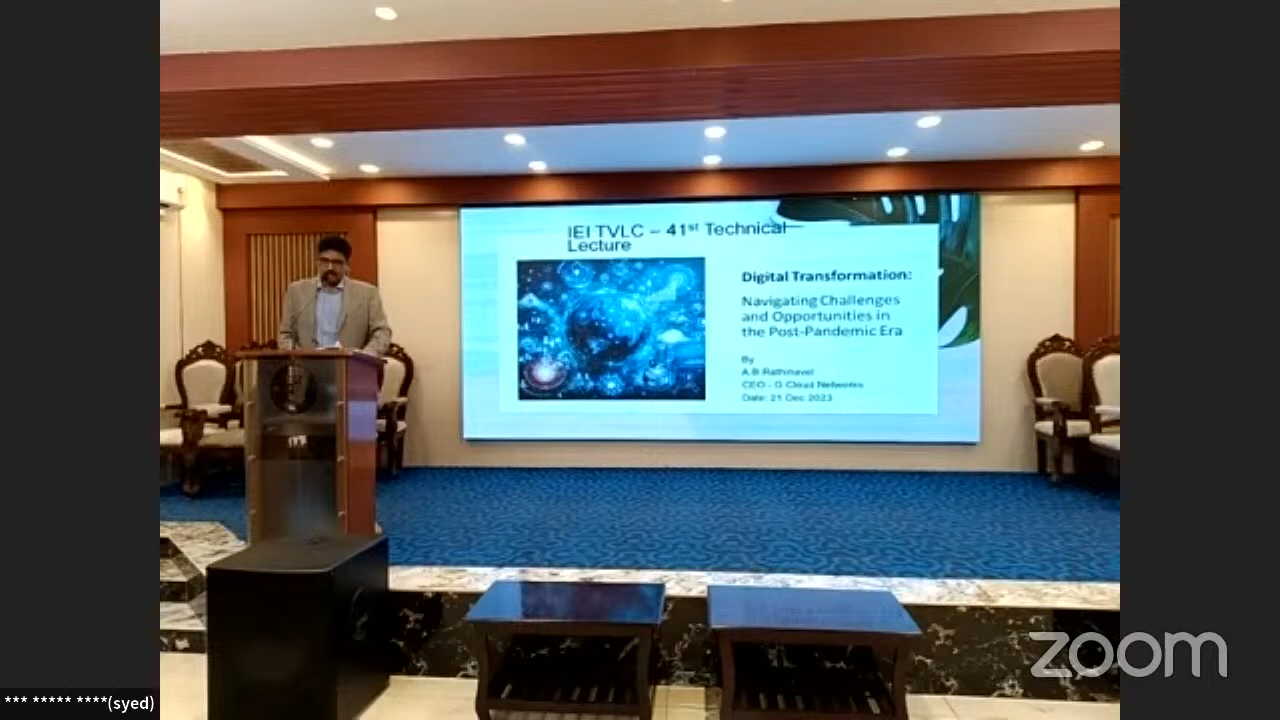 IEI TVLC – 41st Technical
Lecture
Digital Transformation:
Navigating Challenges
and Opportunities in
the Post-Pandemic Era
By
A.B.Rathinavel
CEO - G Cloud Networks
Date: 21 Dec 2023
zoom
*** ***** ****(syed)